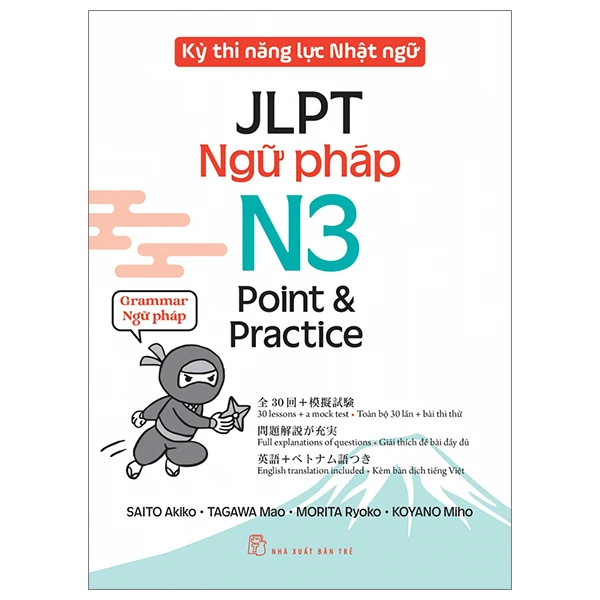 Kỳ thi năng lực Nhật ngữ
JLPT
Ngữ pháp
N3
Point &
Practice
Grammar
Ngữ pháp
全30回＋模擬試験
30 lessons + a mock test • Toàn bộ 30 lần + bài thi thử
問題解説が充実
Full explanations of questions • Giải thích đề bài đầy đủ
英語＋ベトナム語つき
English translation included • Kèm bản dịch tiếng Việt
SAITO Akiko • TAGAWA Mao • MORITA Ryoko • KOYANO Miho
NHÀ XUẤT BẢN TRẺ